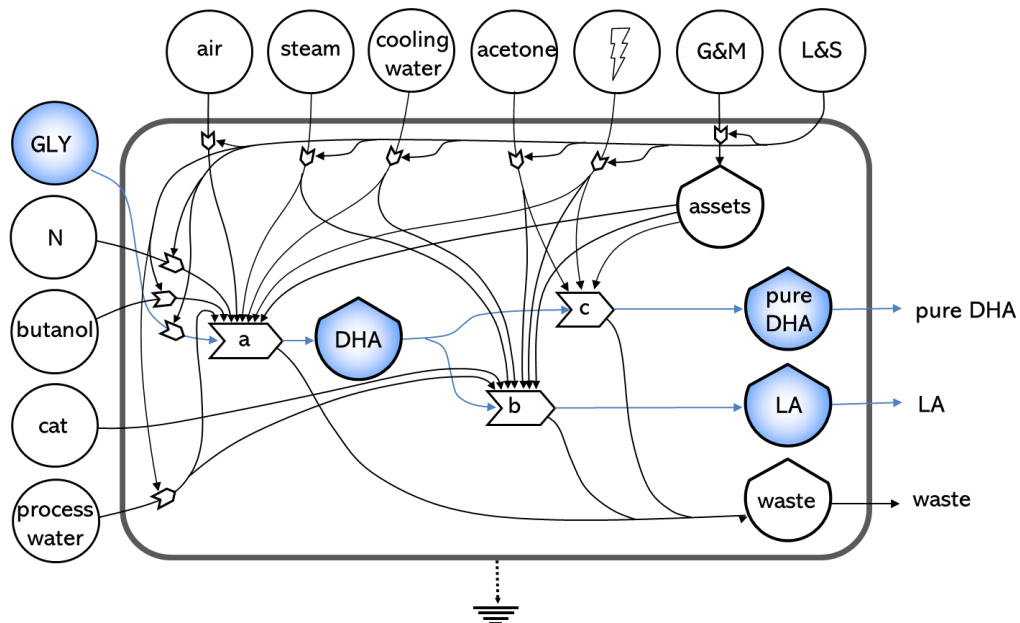 air
steam
cooling
water
acetone
G&M
L&S
GLY
N
butanol
cat
process
water
assets
a
DHA
c
b
pure
DHA
LA
waste
pure DHA
LA
waste